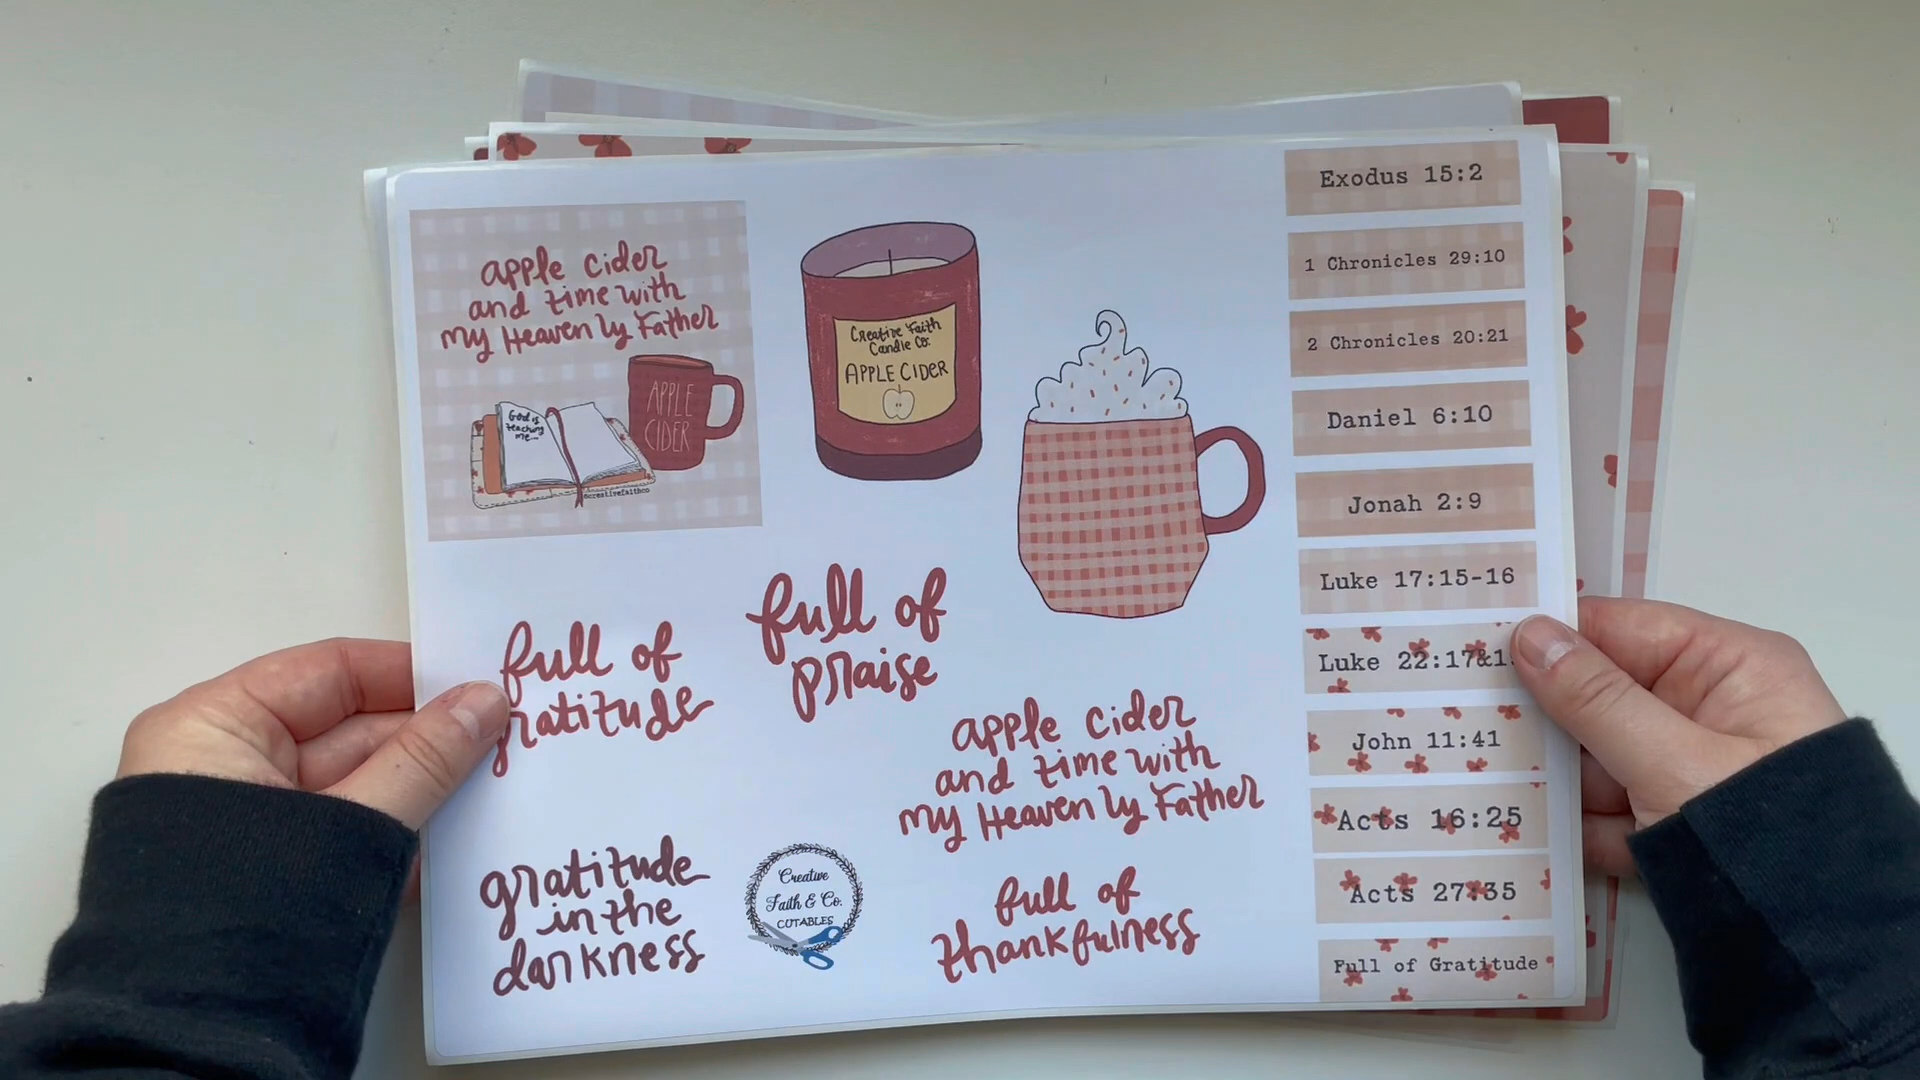 apple cider
and time with
my Heavenly Father
God is
teaching
me...
APPLE
CIDER
@creativefaithco
Creative Faith
Candle Co.
APPLE CIDER
full of
gratitude
full of
praise
apple cider
and time with
my Heavenly Father
gratitude
in the
darkness
Creative
Faith & Co.
CUTABLES
full of
thankfulness
Exodus 15:2
1 Chronicles 29:10
2 Chronicles 20:21
Daniel 6:10
Jonah 2:9
Luke 17:15-16
Luke 22:17&1
John 11:41
Acts 16:25
Acts 27:35
Full of Gratitude